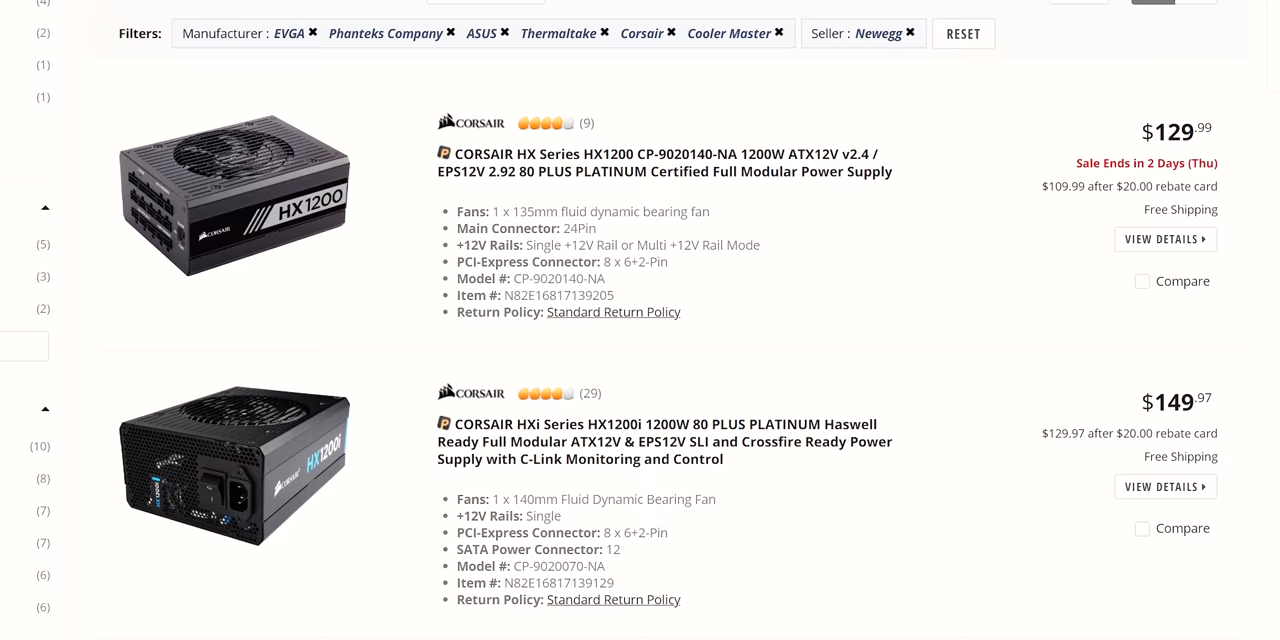 (4)
(2)
(1)
(1)
(5)
(3)
(2)
(10)
(8)
(7)
(7)
(6)
(6)
Filters: Manufacturer : EVGA ✖ Phanteks Company ✖ ASUS ✖ Thermaltake ✖ Corsair ✖ Cooler Master ✖ Seller : Newegg ✖ RESET
HX1200
CORSAIR
CORSAIR (9)
CORSAIR HX Series HX1200 CP-9020140-NA 1200W ATX12V v2.4 /
EPS12V 2.92 80 PLUS PLATINUM Certified Full Modular Power Supply
• Fans: 1 x 135mm fluid dynamic bearing fan
• Main Connector: 24Pin
• +12V Rails: Single +12V Rail or Multi +12V Rail Mode
• PCI-Express Connector: 8 x 6+2-Pin
• Model #: CP-9020140-NA
• Item #: N82E16817139205
• Return Policy: Standard Return Policy
$129.99
Sale Ends in 2 Days (Thu)
$109.99 after $20.00 rebate card
Free Shipping
VIEW DETAILS
Compare
HX1200i
CORSAIR
HX1200i
CORSAIR (29)
CORSAIR HXi Series HX1200i 1200W 80 PLUS PLATINUM Haswell
Ready Full Modular ATX12V & EPS12V SLI and Crossfire Ready Power
Supply with C-Link Monitoring and Control
• Fans: 1 x 140mm Fluid Dynamic Bearing Fan
• +12V Rails: Single
• PCI-Express Connector: 8 x 6+2-Pin
• SATA Power Connector: 12
• Model #: CP-9020070-NA
• Item #: N82E16817139129
• Return Policy: Standard Return Policy
$149.97
$129.97 after $20.00 rebate card
Free Shipping
VIEW DETAILS
Compare